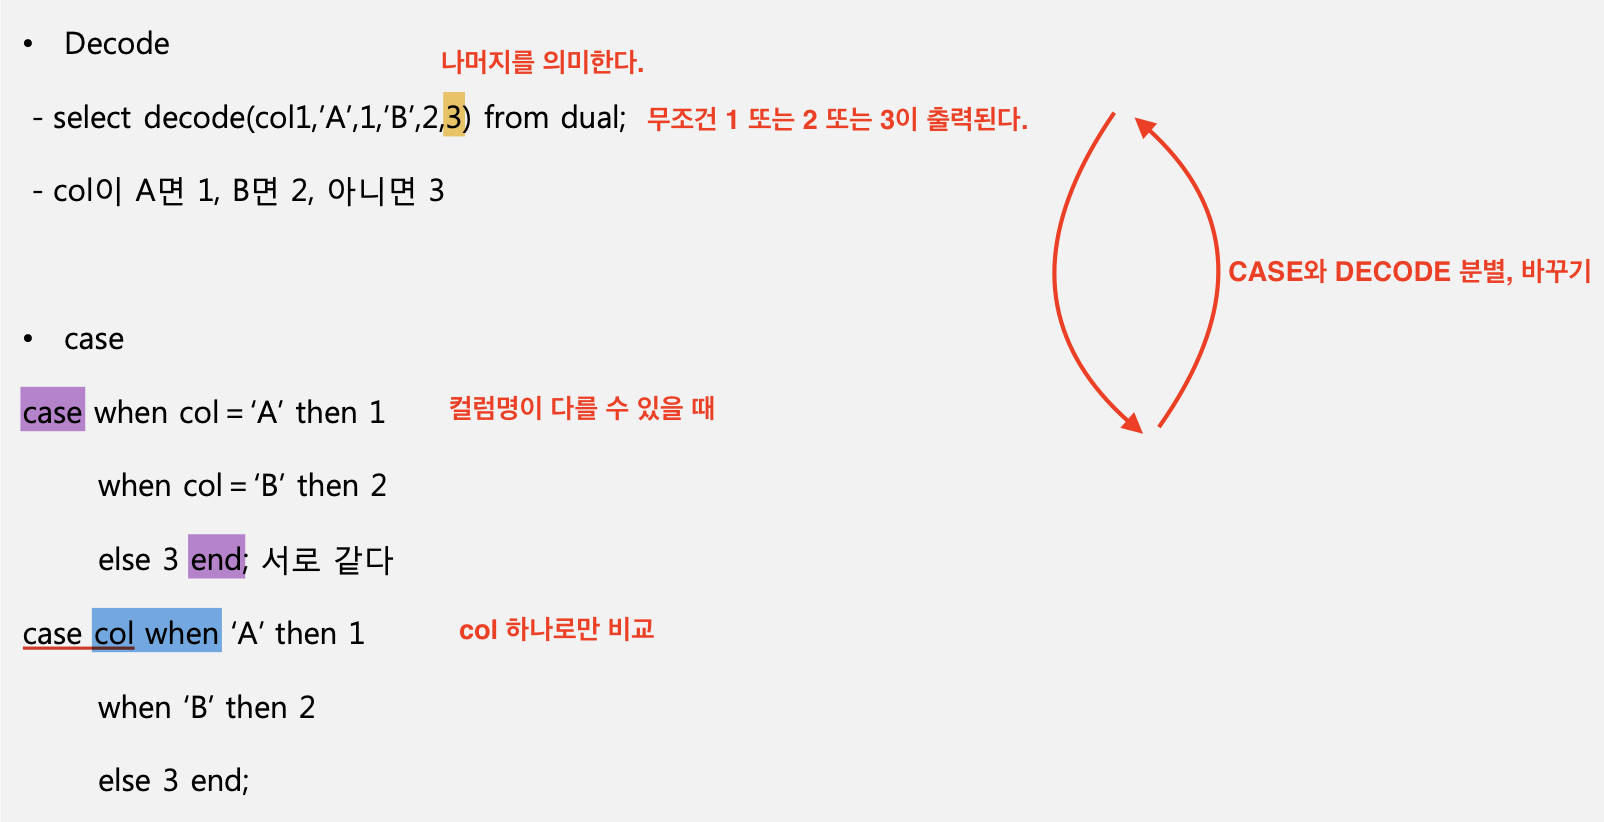 • Decode
나머지를 의미한다.
- select decode(col1,’A’,1,’B’,2,3) from dual; 무조건 1 또는 2 또는 3이 출력된다.
- col이 A면 1, B면 2, 아니면 3
CASE와 DECODE 분별, 바꾸기
• case
case when col = ‘A’ then 1 컬럼명이 다를 수 있을 때
when col = ‘B’ then 2
else 3 end; 서로 같다
case col when ‘A’ then 1 col 하나로만 비교
when ‘B’ then 2
else 3 end;